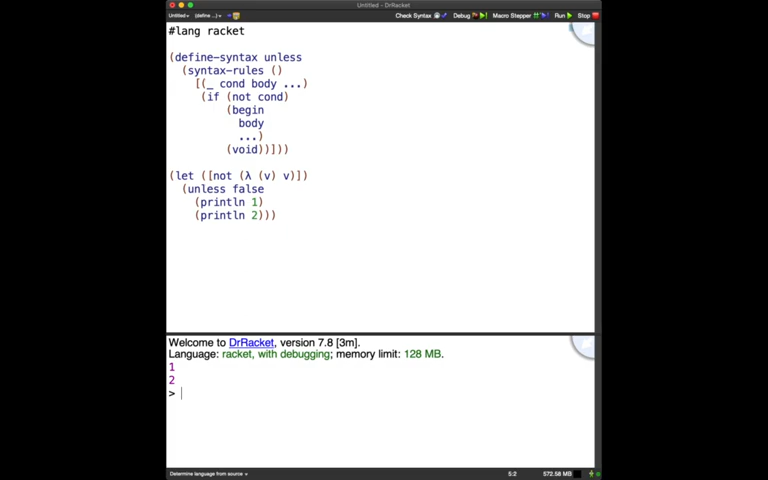 Untitled - DrRacket
Untitled▾ (define ...)▾
Check Syntax Debug Macro Stepper Run Stop
#lang racket
(define-syntax unless
(syntax-rules ()
[(_ cond body ...)
(if (not cond)
(begin
body
...)
(void))]))
(let ([not (λ (v) v)])
(unless false
(println 1)
(println 2)))
Welcome to DrRacket, version 7.8 [3m].
Language: racket, with debugging; memory limit: 128 MB.
1
2
>
Determine language from source▾ 5:2 572.58 MB